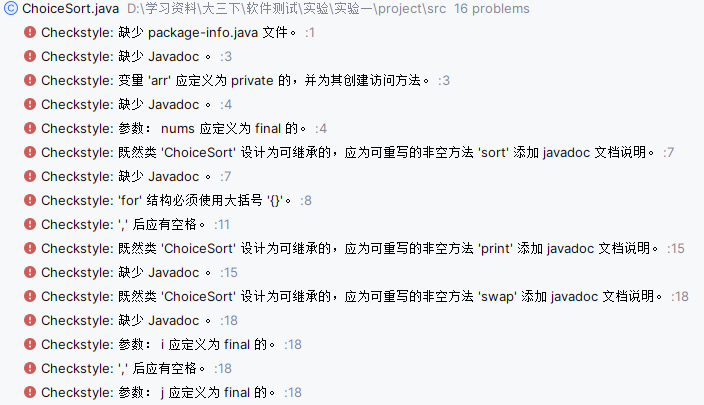 ChoiceSort.java D:\学习资料\大三下\软件测试\实验\实验一\project\src 16 problems
Checkstyle: 缺少 package-info.java 文件。 :1
Checkstyle: 缺少 Javadoc 。 :3
Checkstyle: 变量 'arr' 应定义为 private 的，并为其创建访问方法。 :3
Checkstyle: 缺少 Javadoc 。 :4
Checkstyle: 参数： nums 应定义为 final 的。 :4
Checkstyle: 既然类 'ChoiceSort' 设计为可继承的，应为可重写的非空方法 'sort' 添加 javadoc 文档说明。 :7
Checkstyle: 缺少 Javadoc 。 :7
Checkstyle: 'for' 结构必须使用大括号 '{}'。 :8
Checkstyle: ',' 后应有空格。 :11
Checkstyle: 既然类 'ChoiceSort' 设计为可继承的，应为可重写的非空方法 'print' 添加 javadoc 文档说明。 :15
Checkstyle: 缺少 Javadoc 。 :15
Checkstyle: 既然类 'ChoiceSort' 设计为可继承的，应为可重写的非空方法 'swap' 添加 javadoc 文档说明。 :18
Checkstyle: 缺少 Javadoc 。 :18
Checkstyle: 参数： i 应定义为 final 的。 :18
Checkstyle: ',' 后应有空格。 :18
Checkstyle: 参数： j 应定义为 final 的。 :18